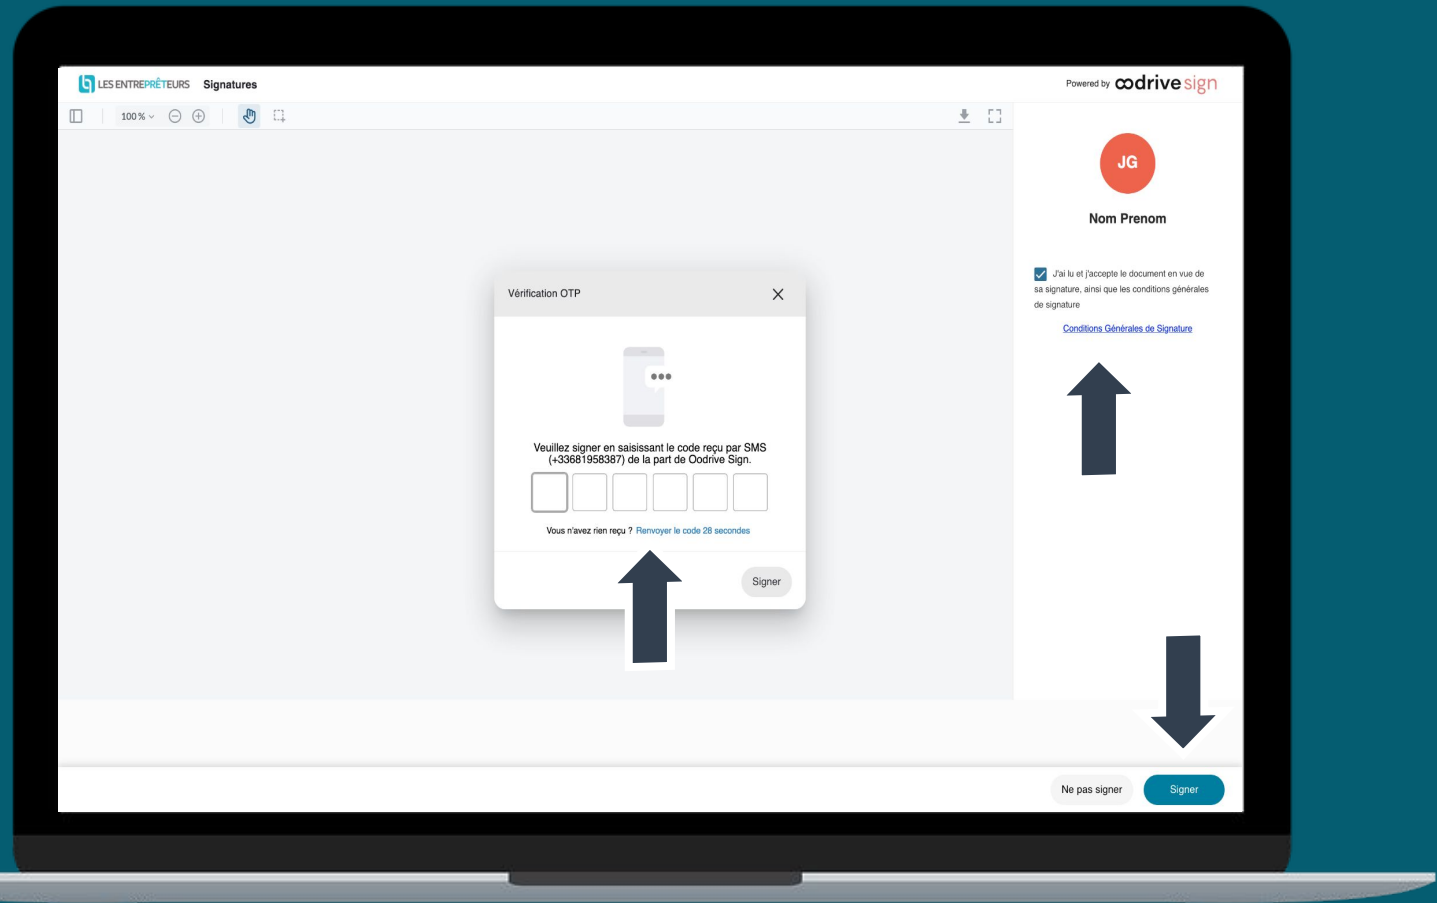 LES ENTREPRÊTEURS Signatures
Powered by oodrive sign
100 %
JG
Nom Prenom
J'ai lu et j'accepte le document en vue de
sa signature, ainsi que les conditions générales
de signature
Conditions Générales de Signature
Vérification OTP
Veuillez signer en saisissant le code reçu par SMS
(+33681958387) de la part de Oodrive Sign.
Vous n'avez rien reçu ? Renvoyer le code 28 secondes
Signer
Ne pas signer
Signer